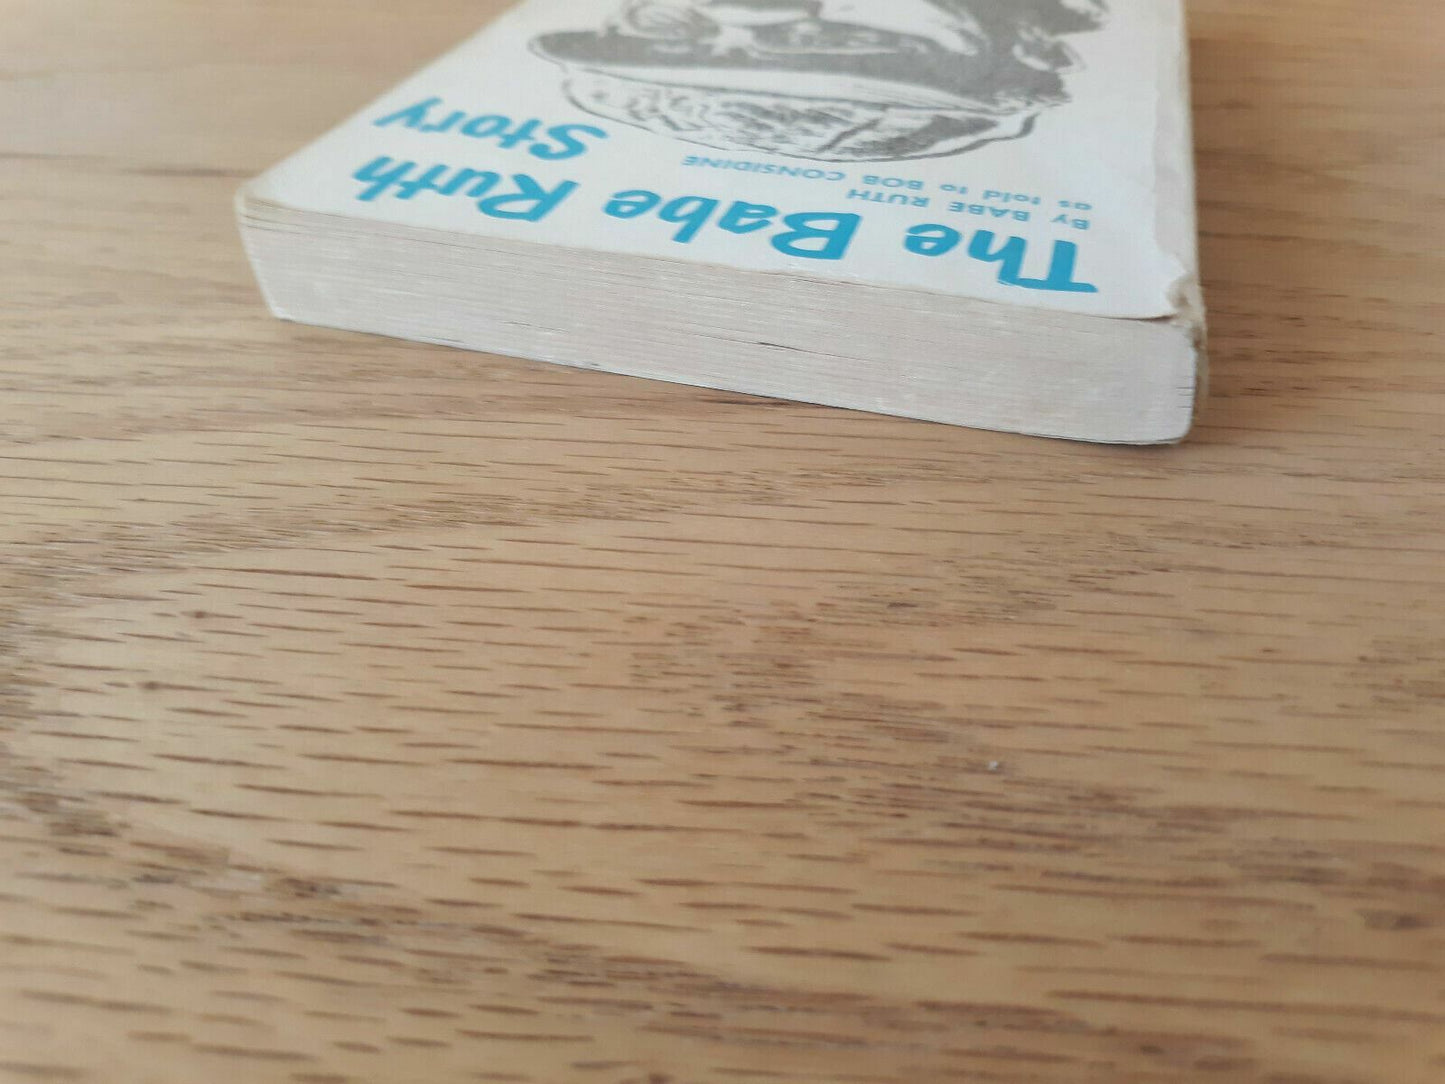 The Babe Ruth
Story
BY BABE RUTH
as told to BOB CONSIDINE